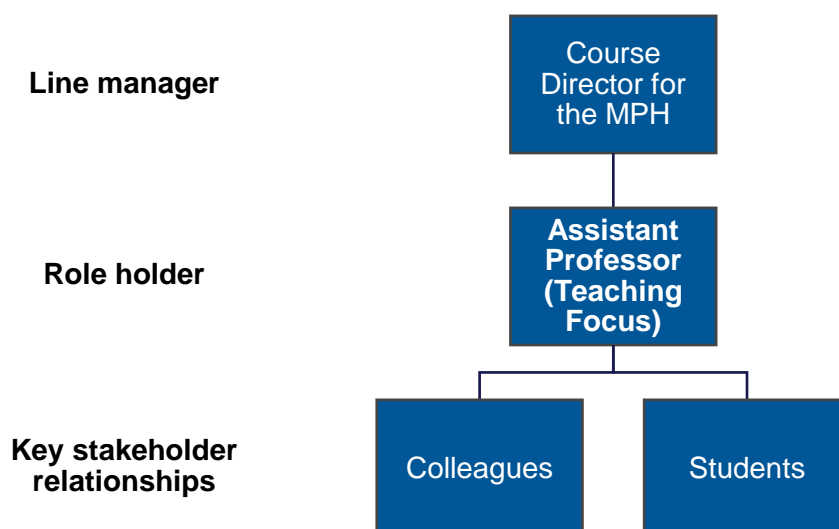 Line manager
Course
Director for
the MPH
Role holder
Assistant
Professor
(Teaching
Focus)
Key stakeholder
relationships
Colleagues
Students